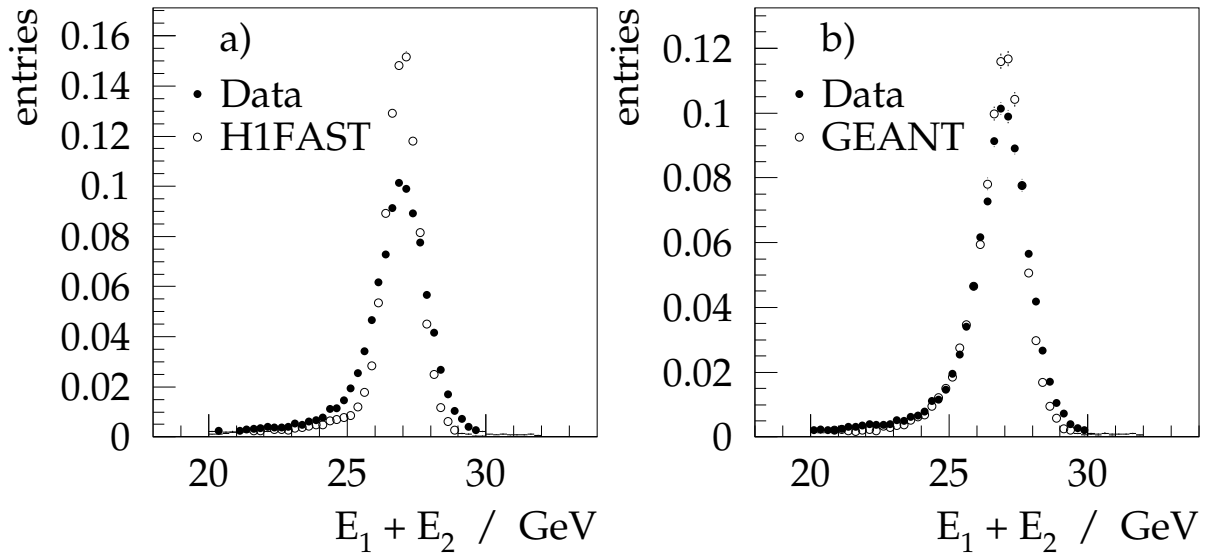 entries
a)
• Data
○ H1FAST
0.16
0.14
0.12
0.1
0.08
0.06
0.04
0.02
0
20 25 30
E₁ + E₂ / GeV
entries
b)
• Data
○ GEANT
0.12
0.1
0.08
0.06
0.04
0.02
0
20 25 30
E₁ + E₂ / GeV